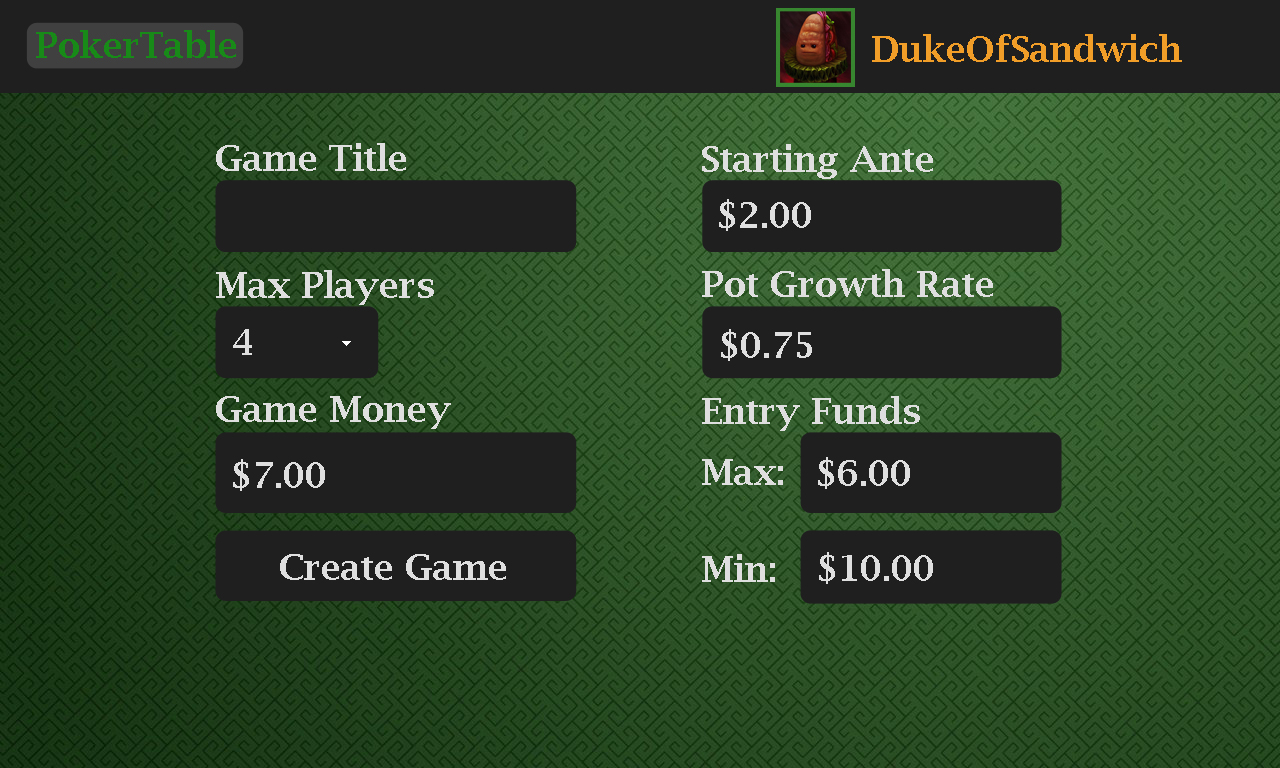 PokerTable
DukeOfSandwich
Game Title
Max Players
4
Game Money
$7.00
Create Game
Starting Ante
$2.00
Pot Growth Rate
$0.75
Entry Funds
Max: $6.00
Min: $10.00